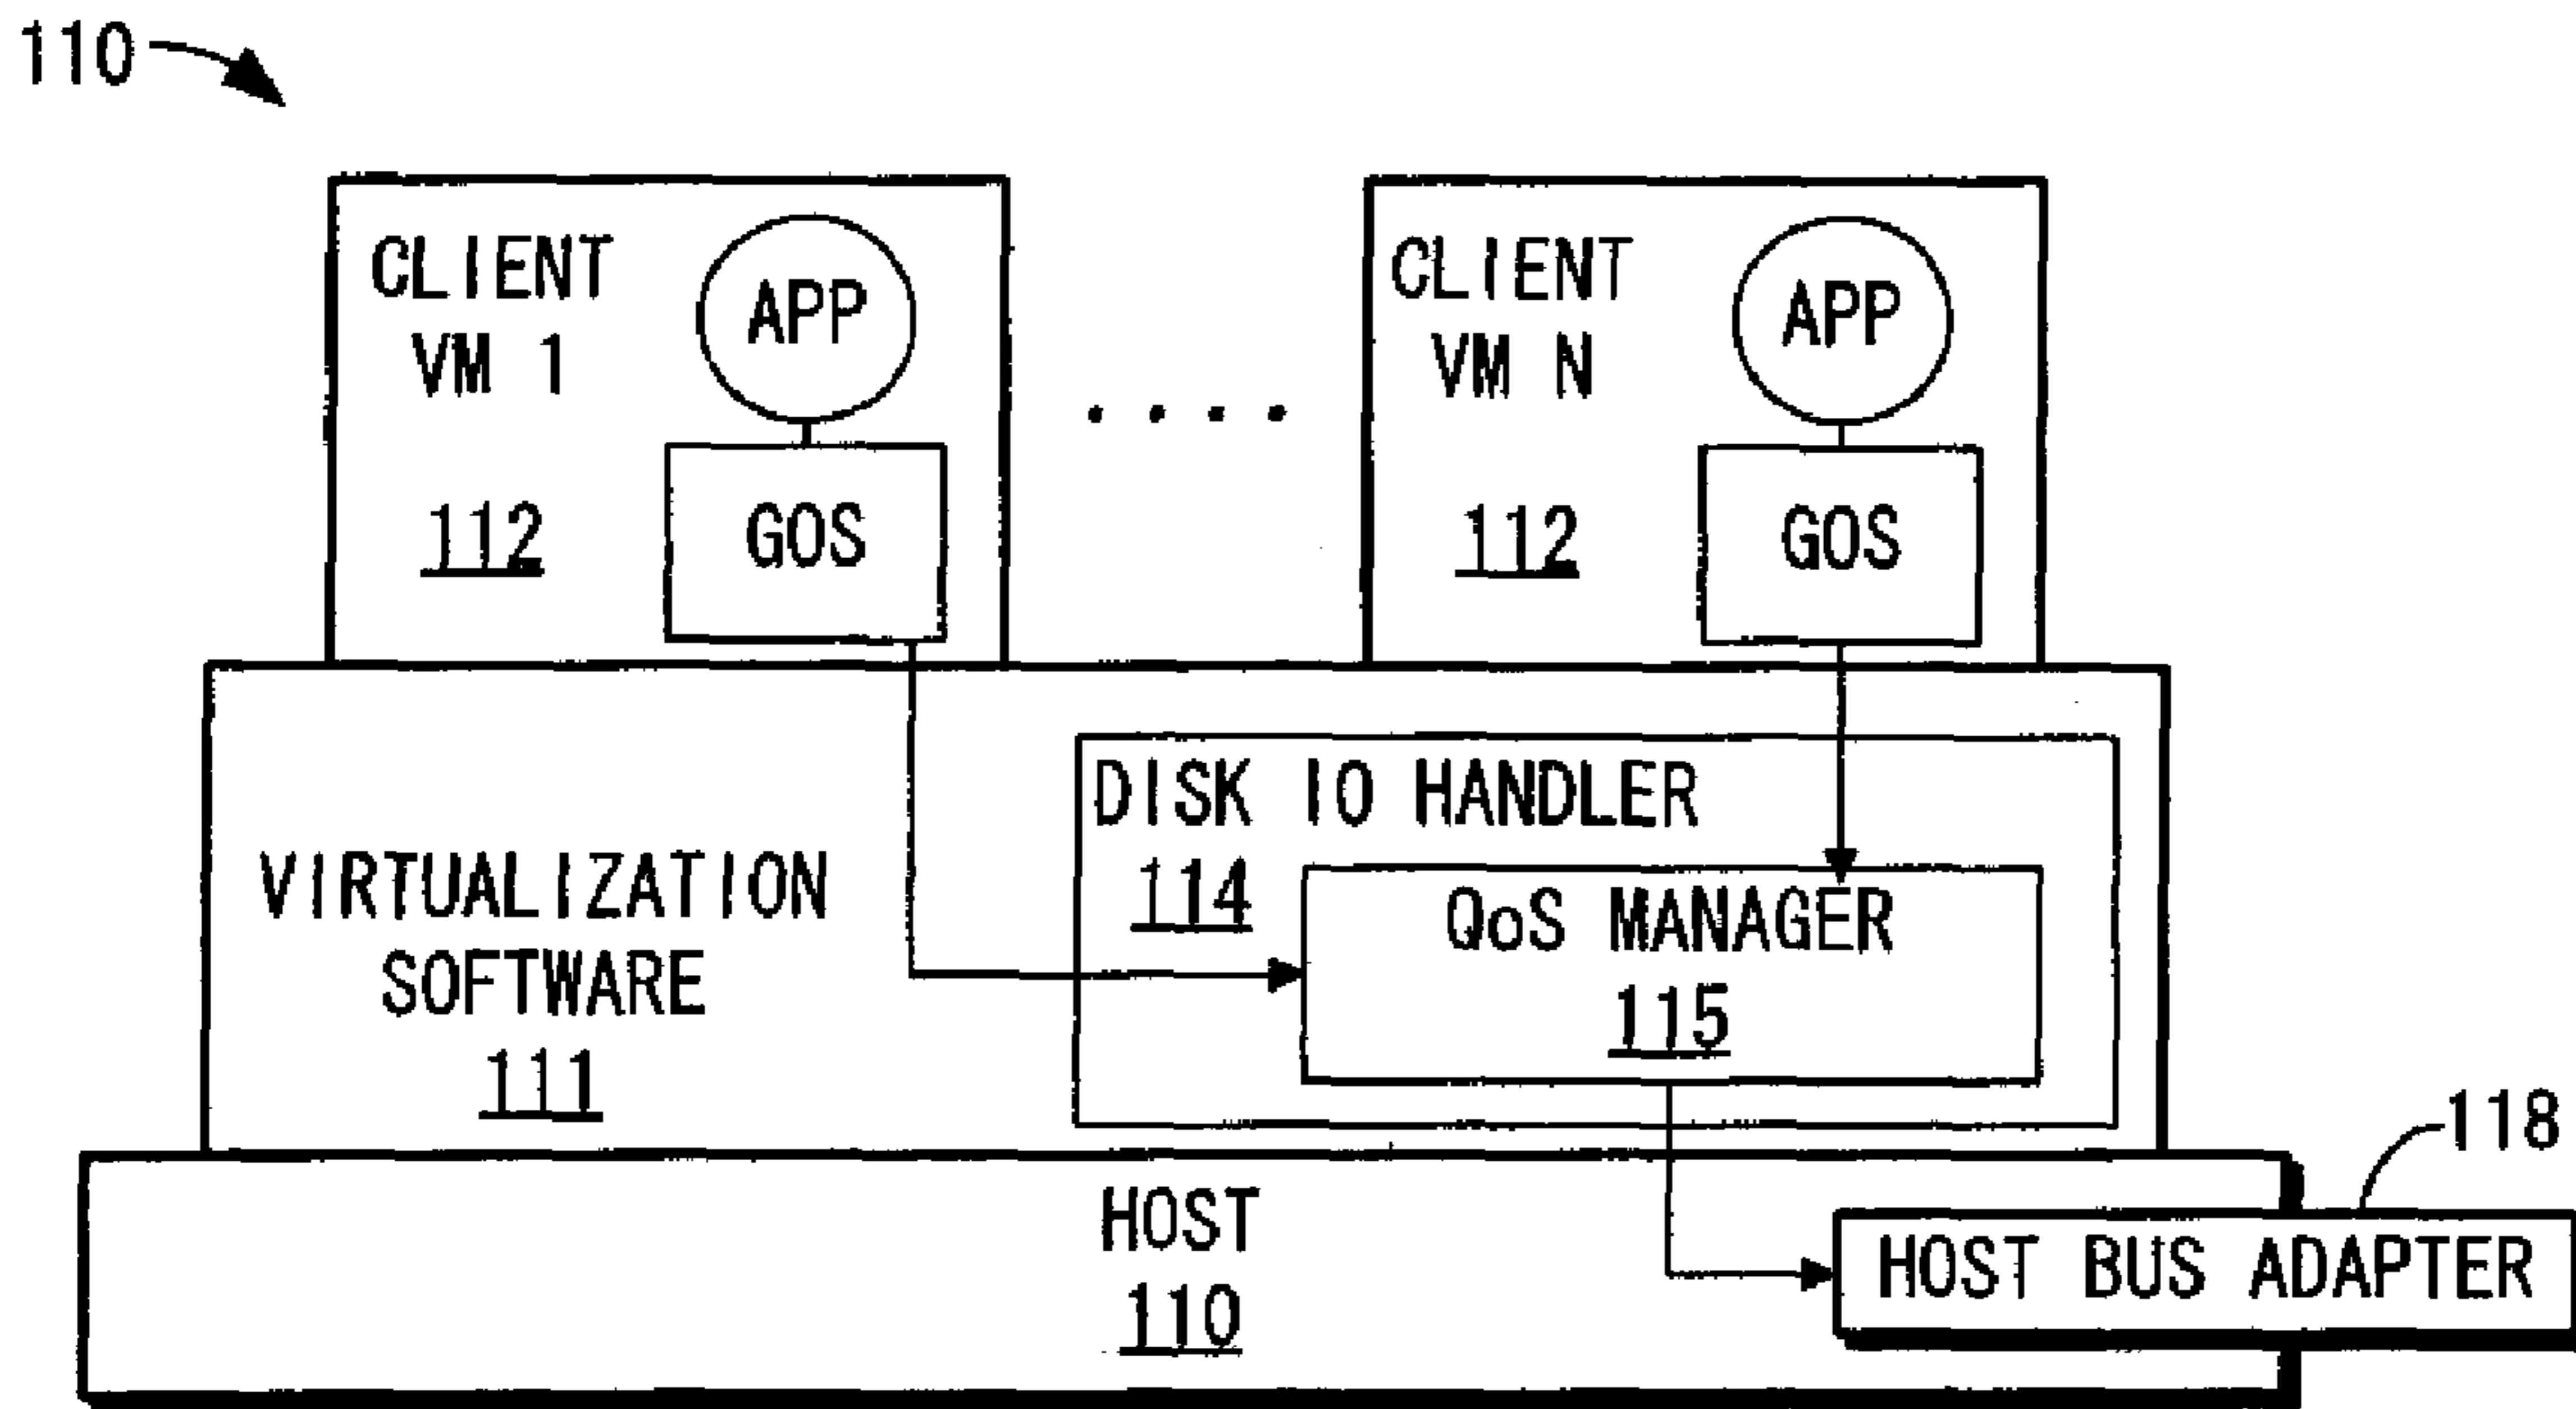 110
CLIENT
VM 1
112
APP
GOS
. . . .
CLIENT
VM N
112
APP
GOS
VIRTUALIZATION
SOFTWARE
111
DISK IO HANDLER
114
QoS MANAGER
115
HOST
110
118
HOST BUS ADAPTER